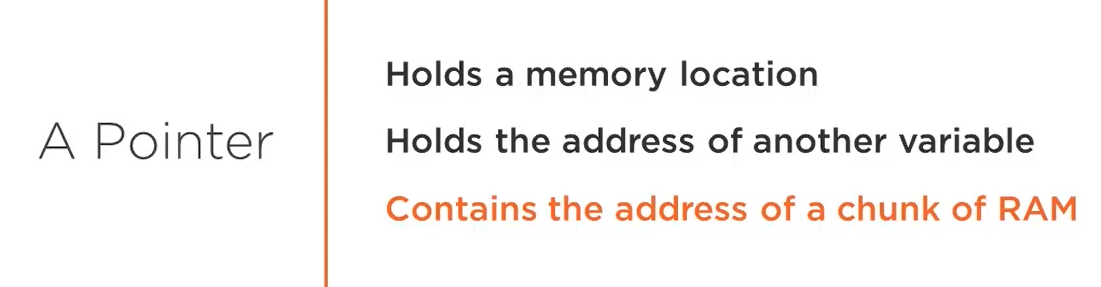 A Pointer
Holds a memory location
Holds the address of another variable
Contains the address of a chunk of RAM